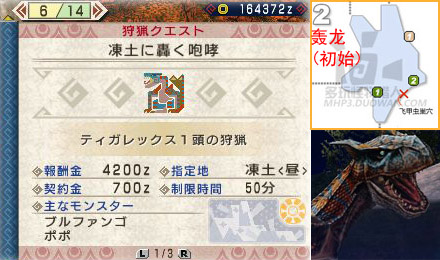 6 / 14
164372z
狩猟クエスト
凍土に轟く咆哮
ティガレックス1頭の狩猟
報酬金 4200z
指定地 凍土<昼>
契約金 700z
制限時間 50分
主なモンスター
ブルファンゴ
ポポ
L 1/3 R
2
轰龙
(初始)
1
1
2
飞甲虫巢穴
MHP3.DUOWAN.COM